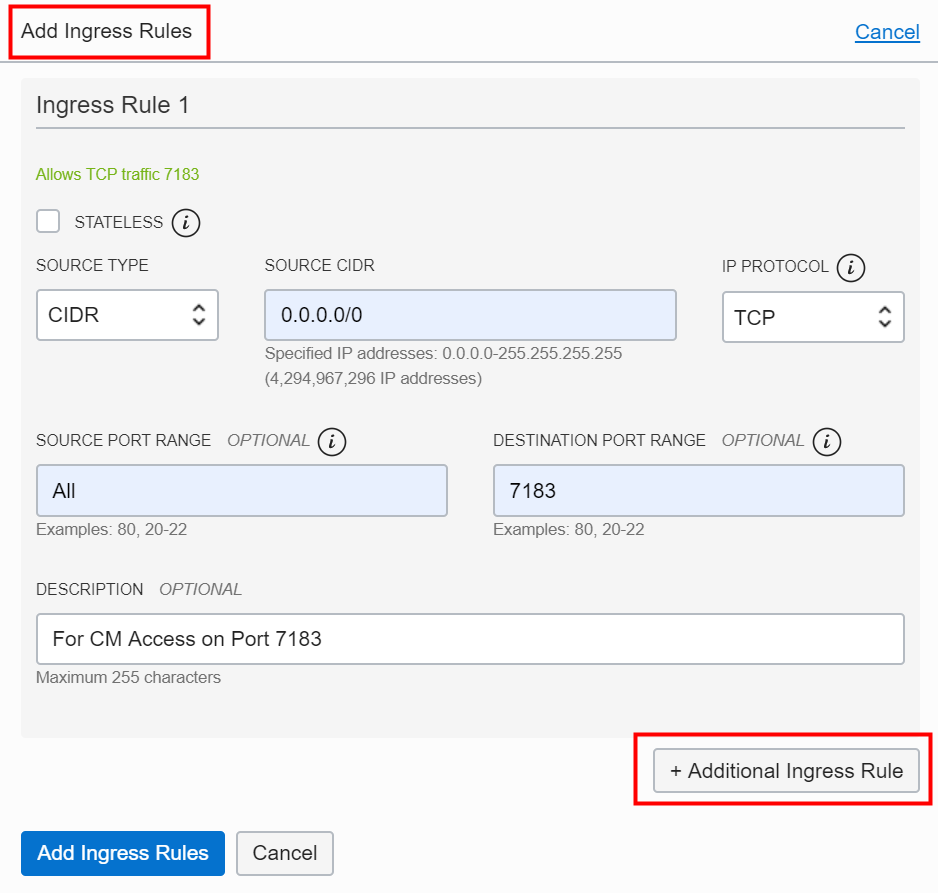 Add Ingress Rules
Cancel
Ingress Rule 1
Allows TCP traffic 7183
STATELESS i
SOURCE TYPE SOURCE CIDR IP PROTOCOL i
CIDR 0.0.0.0/0 TCP
Specified IP addresses: 0.0.0.0-255.255.255.255
(4,294,967,296 IP addresses)
SOURCE PORT RANGE OPTIONAL i DESTINATION PORT RANGE OPTIONAL i
All 7183
Examples: 80, 20-22 Examples: 80, 20-22
DESCRIPTION OPTIONAL
For CM Access on Port 7183
Maximum 255 characters
+ Additional Ingress Rule
Add Ingress Rules Cancel